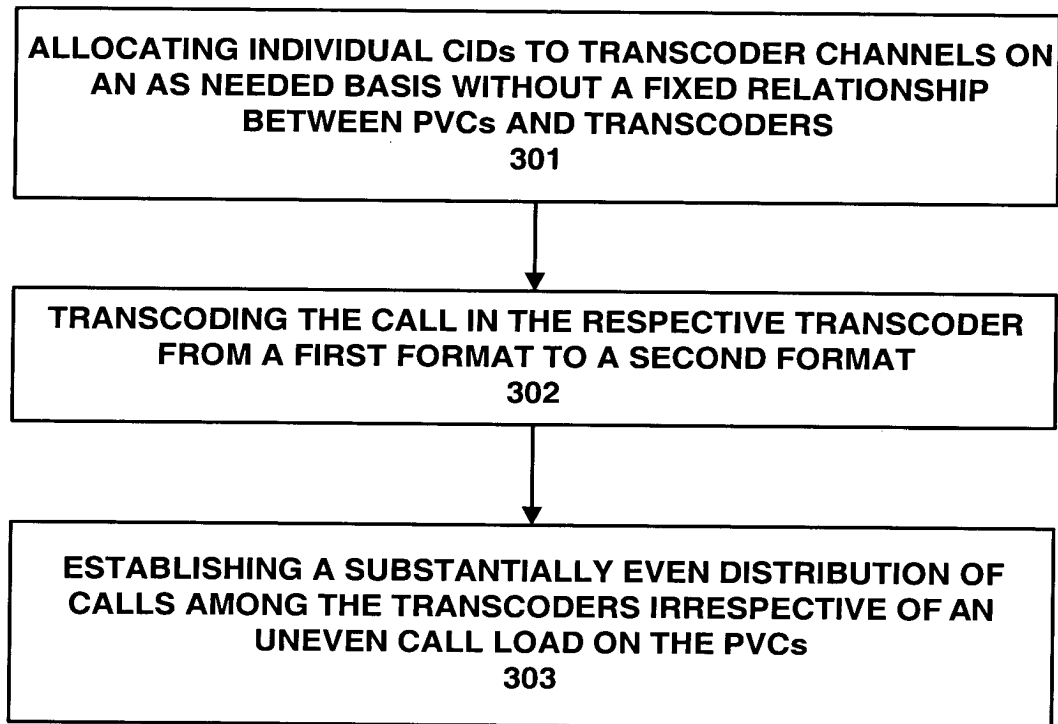 ALLOCATING INDIVIDUAL CIDs TO TRANSCODER CHANNELS ON
AN AS NEEDED BASIS WITHOUT A FIXED RELATIONSHIP
BETWEEN PVCs AND TRANSCODERS
301
TRANSCODING THE CALL IN THE RESPECTIVE TRANSCODER
FROM A FIRST FORMAT TO A SECOND FORMAT
302
ESTABLISHING A SUBSTANTIALLY EVEN DISTRIBUTION OF
CALLS AMONG THE TRANSCODERS IRRESPECTIVE OF AN
UNEVEN CALL LOAD ON THE PVCs
303